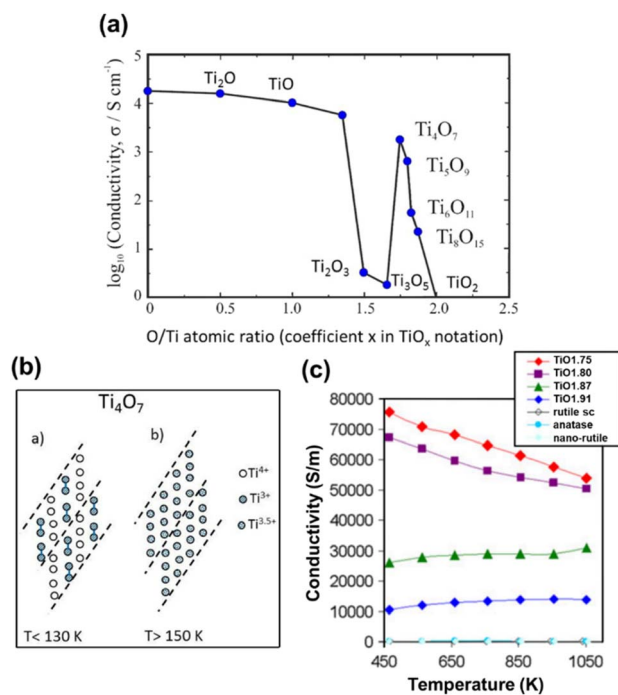 (a)
log₁₀ (Conductivity, σ / S cm⁻¹)
5
4
3
2
1
0
Ti₂O
TiO
Ti₄O₇
Ti₅O₉
Ti₆O₁₁
Ti₈O₁₅
Ti₂O₃
Ti₃O₅
TiO₂
0 0.5 1.0 1.5 2.0 2.5
O/Ti atomic ratio (coefficient x in TiOₓ notation)
(b)
Ti₄O₇
a)
b)
Ti⁴⁺
Ti³⁺
Ti³·⁵⁺
T< 130 K
T> 150 K
(c)
TiO1.75
TiO1.80
TiO1.87
TiO1.91
rutile sc
anatase
nano-rutile
Conductivity (S/m)
80000
70000
60000
50000
40000
30000
20000
10000
0
450 650 850 1050
Temperature (K)